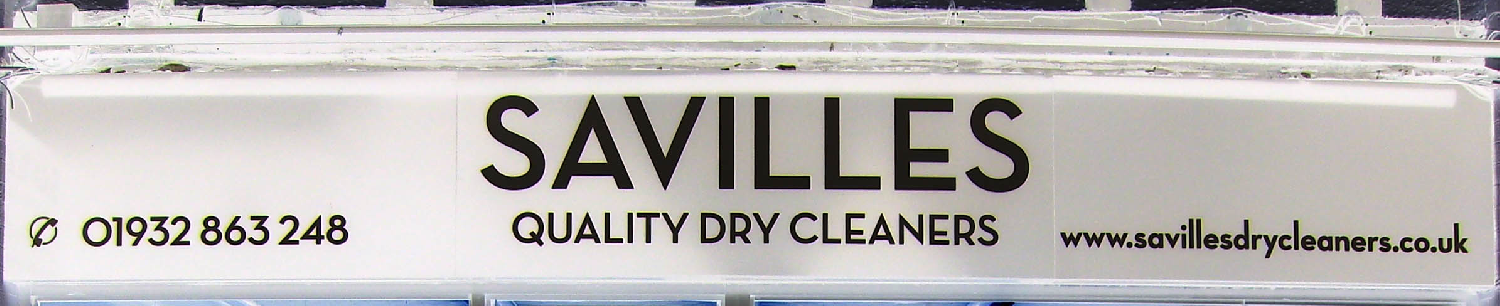 SAVILLES
QUALITY DRY CLEANERS
01932 863 248
www.savillesdrycleaners.co.uk